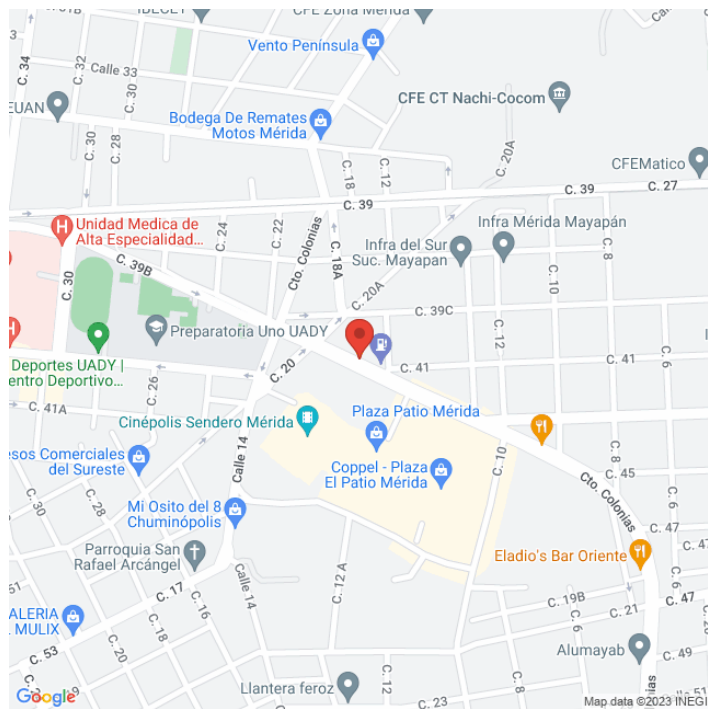 CFE Zona Mérida
Vento Península
Calle 33
C. 34
C. 32
C. 30
EUAN
C. 30
C. 28
Bodega De Remates
Motos Mérida
CFE CT Nachi-Cocom
C. 20A
CFEMatico
C. 18
C. 12
C. 39
C. 27
Unidad Medica de
Alta Especialidad...
C. 24
C. 22
Cto. Colonias
C. 18A
Infra Mérida Mayapán
Infra del Sur
Suc. Mayapan
C. 39B
C. 30
C. 20A
C. 10
C. 8
C. 39C
Preparatoria Uno UADY
C. 12
C. 6
Deportes UADY |
entro Deportivo...
C. 26
C. 20
C. 41
C. 41
C. 41A
Cinépolis Sendero Mérida
Plaza Patio Mérida
esos Comerciales
del Sureste
Calle 14
Coppel - Plaza
El Patio Mérida
C. 10
C. 8
C. 45
Cto. Colonias
C. 30
C. 28
Mi Osito del 8
Chuminópolis
C. 47
Parroquia San
Rafael Arcángel
Eladio's Bar Oriente
C. 17
Calle 14
C. 12 A
C. 16
C. 19B
C. 6
C. 47
C. 21
C. 6
ALERIA
MULIX
C. 53
C. 20
C. 18
C. 49
Alumayab
Llantera feroz
C. 12
C. 23
Google
Map data ©2023 INEGI